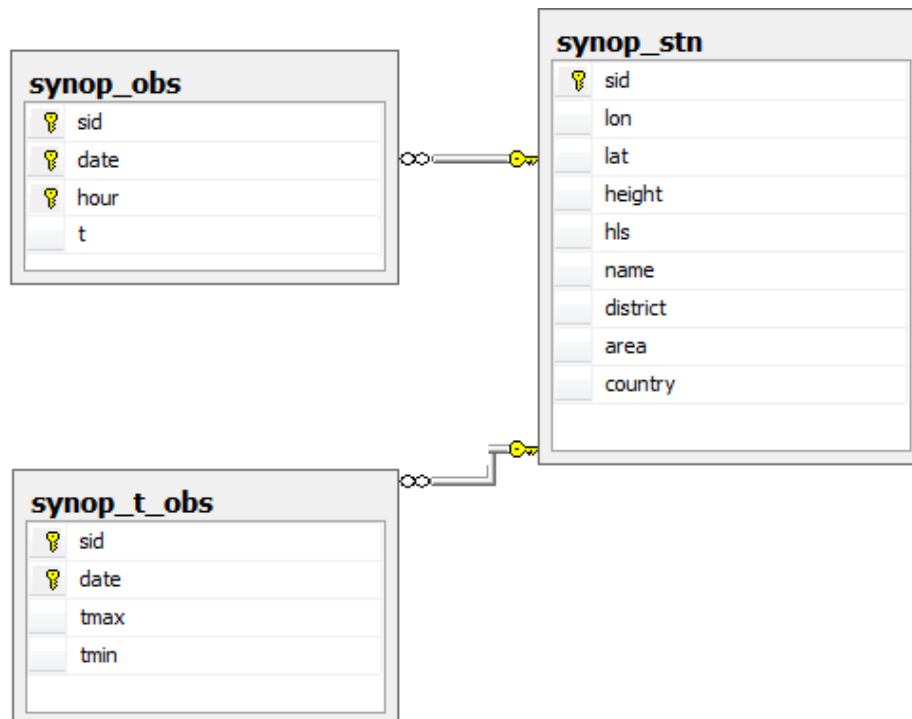 synop_obs
sid
date
hour
t
synop_stn
sid
lon
lat
height
hls
name
district
area
country
synop_t_obs
sid
date
tmax
tmin